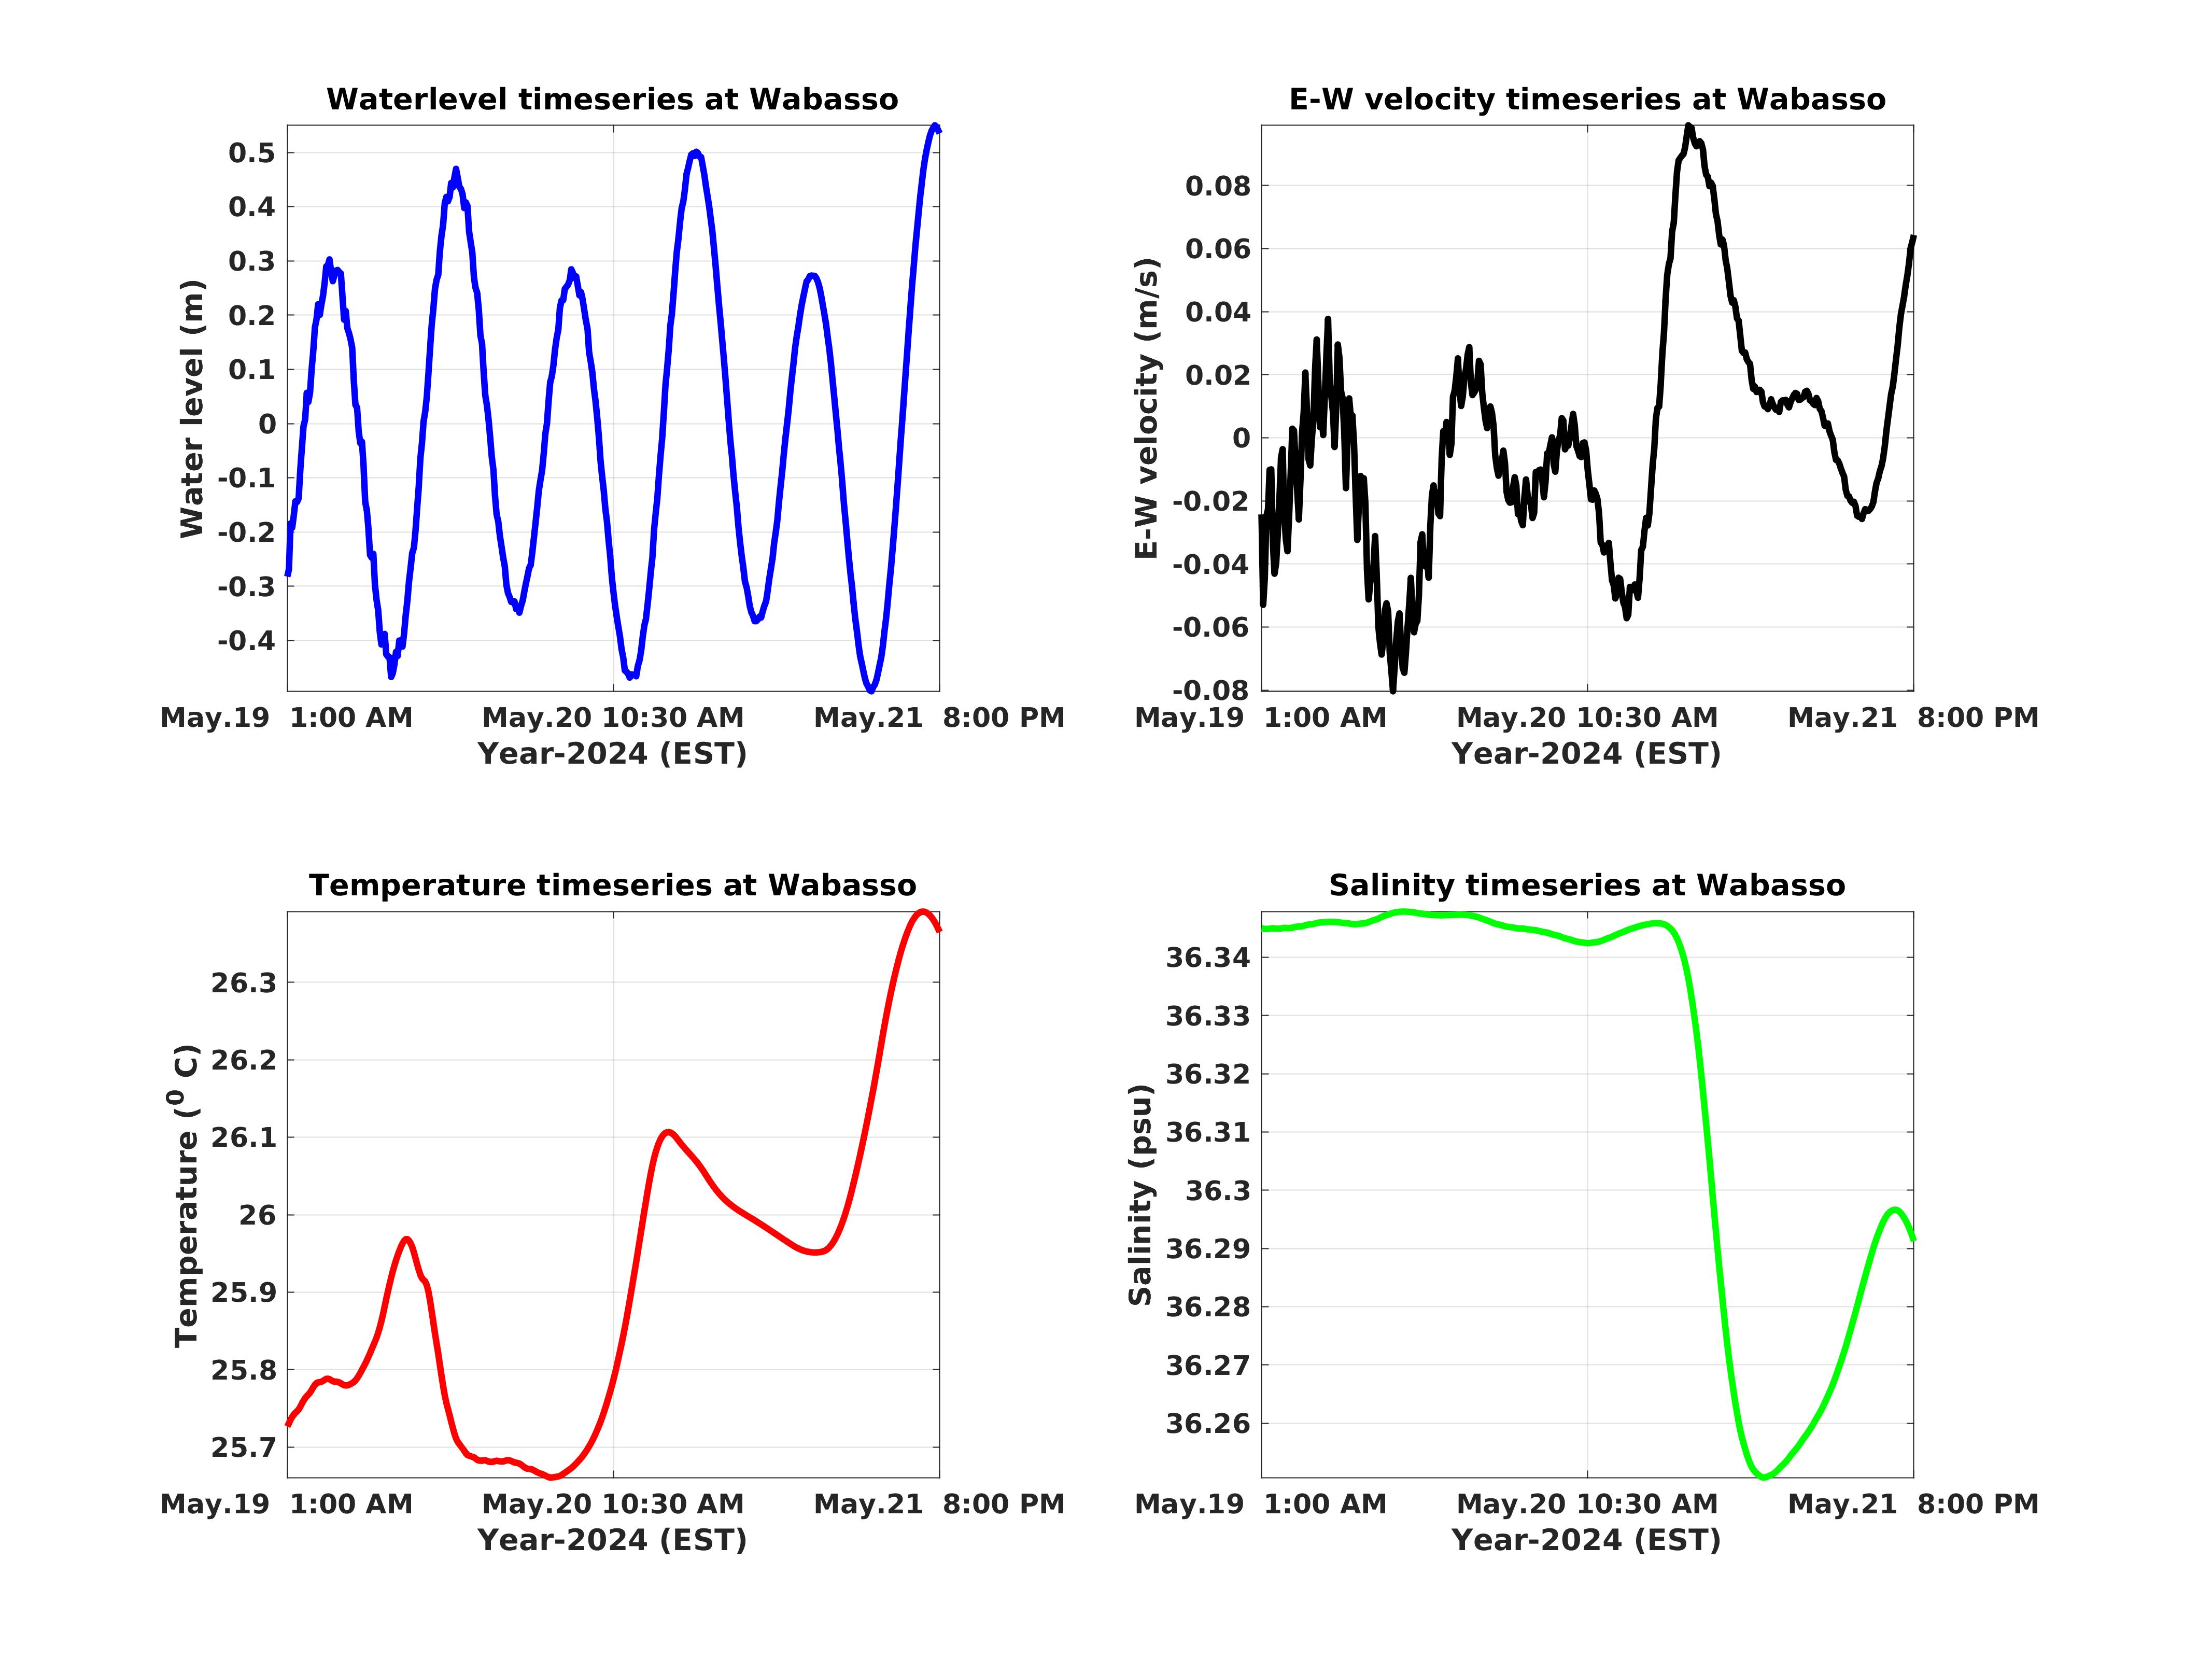 Waterlevel timeseries at Wabasso
Water level (m)
0.5
0.4
0.3
0.2
0.1
0
-0.1
-0.2
-0.3
-0.4
May.19 1:00 AM
May.20 10:30 AM
May.21 8:00 PM
Year-2024 (EST)
E-W velocity timeseries at Wabasso
E-W velocity (m/s)
0.08
0.06
0.04
0.02
0
-0.02
-0.04
-0.06
-0.08
May.19 1:00 AM
May.20 10:30 AM
May.21 8:00 PM
Year-2024 (EST)
Temperature timeseries at Wabasso
Temperature (⁰ C)
26.3
26.2
26.1
26
25.9
25.8
25.7
May.19 1:00 AM
May.20 10:30 AM
May.21 8:00 PM
Year-2024 (EST)
Salinity timeseries at Wabasso
Salinity (psu)
36.34
36.33
36.32
36.31
36.3
36.29
36.28
36.27
36.26
May.19 1:00 AM
May.20 10:30 AM
May.21 8:00 PM
Year-2024 (EST)